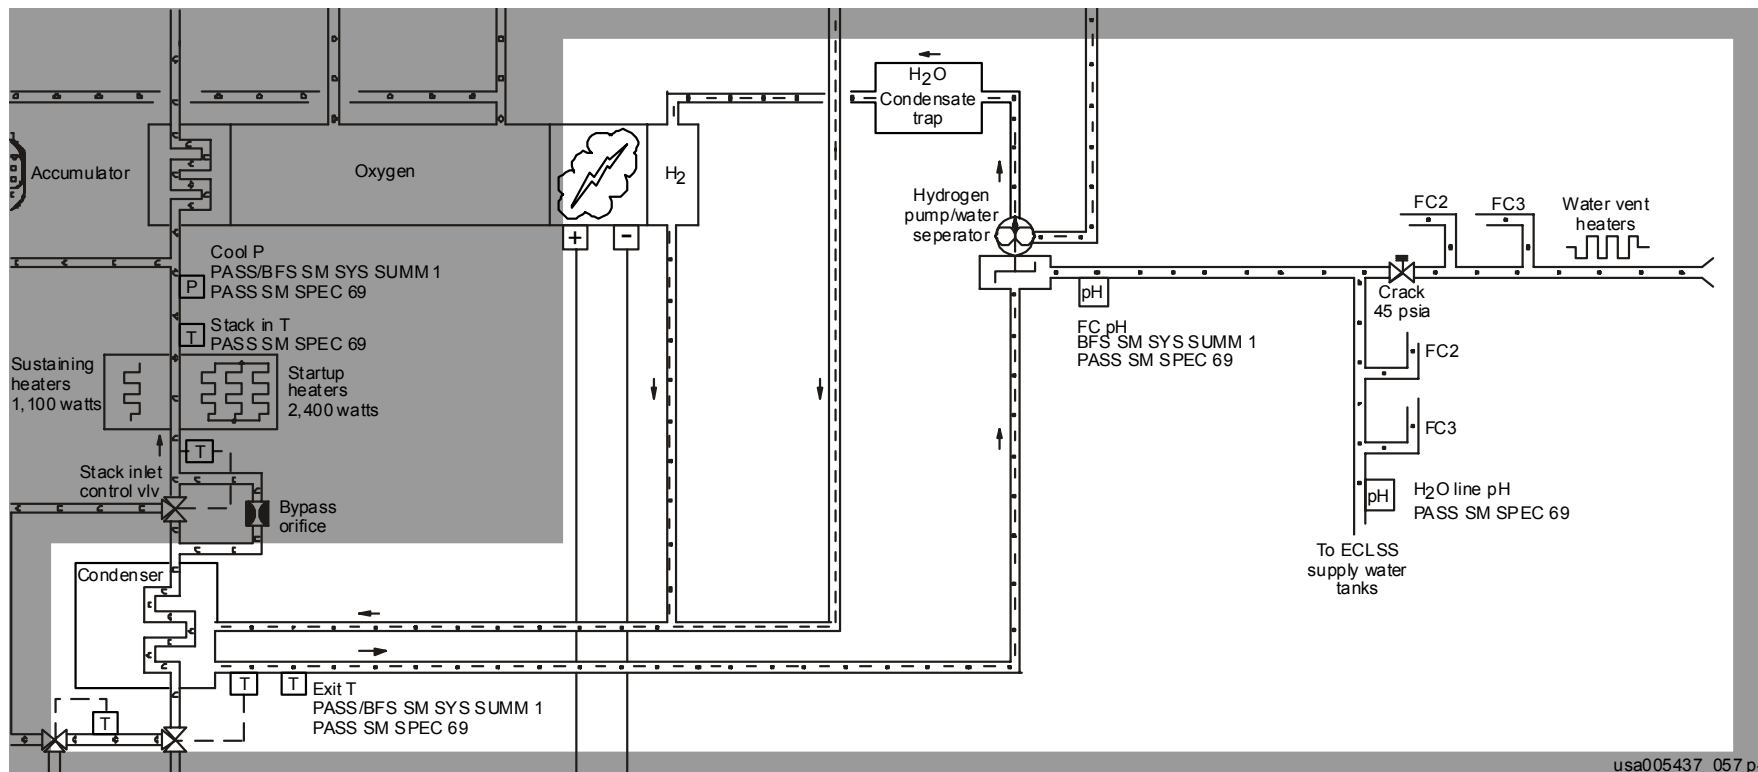 H2O
Condensate
trap
Accumulator
Oxygen
H2
Hydrogen
pump/water
seperator
FC2
FC3
Water vent
heaters
+
–
Cool P
PASS/BFS SM SYS SUMM 1
PASS SM SPEC 69
P
Stack in T
PASS SM SPEC 69
T
pH
FC pH
BFS SM SYS SUMM 1
PASS SM SPEC 69
Crack
45 psia
Sustaining
heaters
1,100 watts
Startup
heaters
2,400 watts
FC2
FC3
T
Stack inlet
control vlv
Bypass
orifice
pH
H2O line pH
PASS SM SPEC 69
To ECLSS
supply water
tanks
Condenser
T
T
Exit T
PASS/BFS SM SYS SUMM 1
PASS SM SPEC 69
T
usa005437_057 p